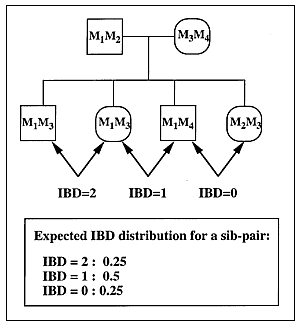 M1M2 M3M4
M1M3 M1M3 M1M4 M2M3
IBD=2 IBD=1 IBD=0
Expected IBD distribution for a sib-pair:
IBD = 2 : 0.25
IBD = 1 : 0.5
IBD = 0 : 0.25